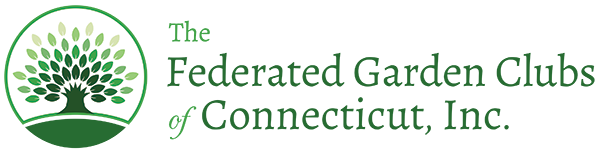 The
Federated Garden Clubs
of Connecticut, Inc.